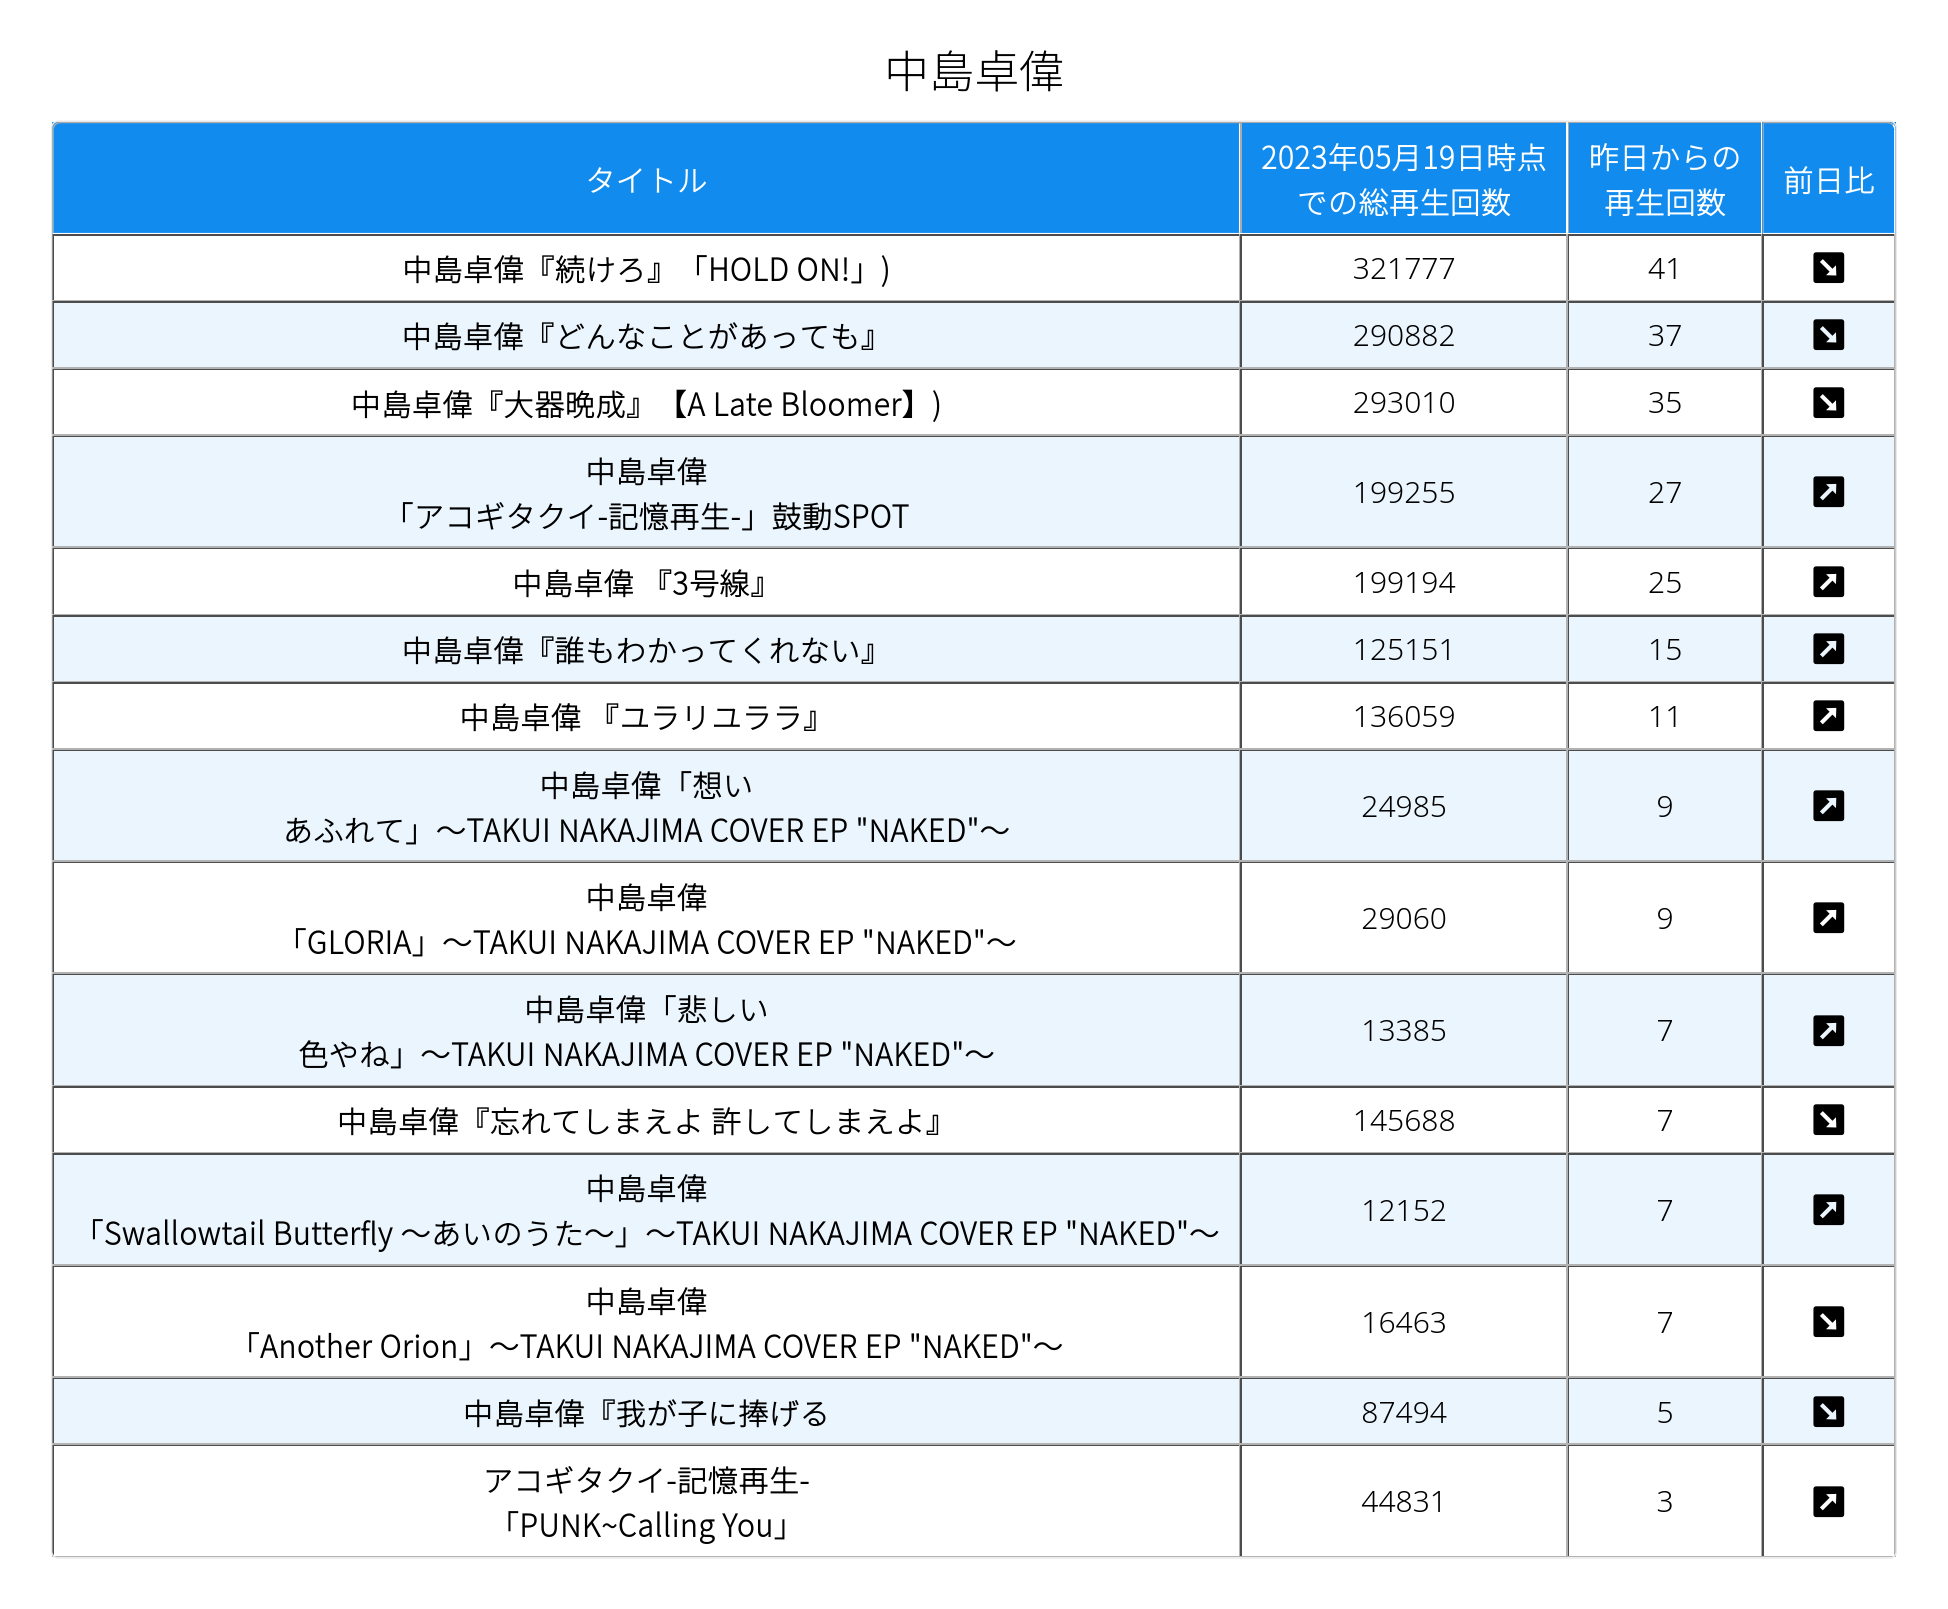 中島卓偉
タイトル
2023年05月19日時点
での総再生回数
昨日からの
再生回数
前日比
中島卓偉『続けろ』「HOLD ON!」)
321777
41
中島卓偉『どんなことがあっても』
290882
37
中島卓偉『大器晩成』【A Late Bloomer】)
293010
35
中島卓偉
「アコギタクイ-記憶再生-」鼓動SPOT
199255
27
中島卓偉 『3号線』
199194
25
中島卓偉『誰もわかってくれない』
125151
15
中島卓偉 『ユラリユララ』
136059
11
中島卓偉「想い
あふれて」～TAKUI NAKAJIMA COVER EP "NAKED"～
24985
9
中島卓偉
「GLORIA」～TAKUI NAKAJIMA COVER EP "NAKED"～
29060
9
中島卓偉「悲しい
色やね」～TAKUI NAKAJIMA COVER EP "NAKED"～
13385
7
中島卓偉『忘れてしまえよ 許してしまえよ』
145688
7
中島卓偉
「Swallowtail Butterfly ～あいのうた～」～TAKUI NAKAJIMA COVER EP "NAKED"～
12152
7
中島卓偉
「Another Orion」～TAKUI NAKAJIMA COVER EP "NAKED"～
16463
7
中島卓偉『我が子に捧げる
87494
5
アコギタクイ-記憶再生-
「PUNK~Calling You」
44831
3